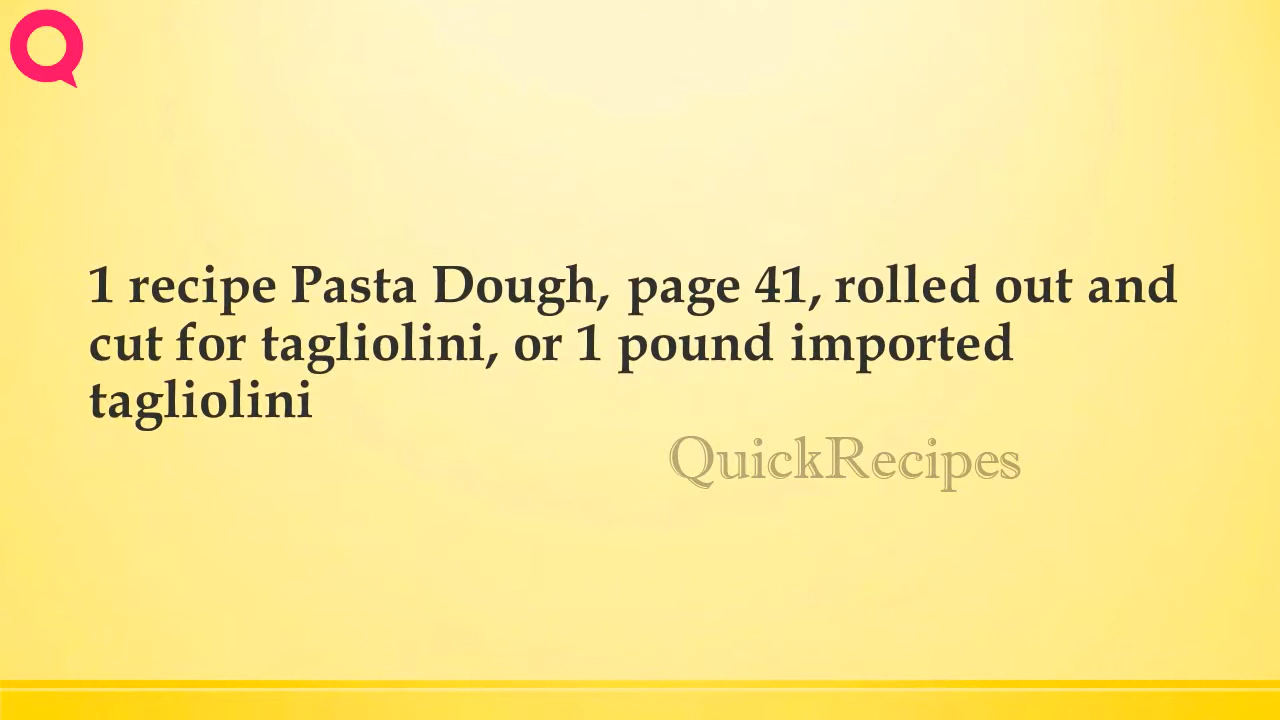 1 recipe Pasta Dough, page 41, rolled out and
cut for tagliolini, or 1 pound imported
tagliolini
QuickRecipes